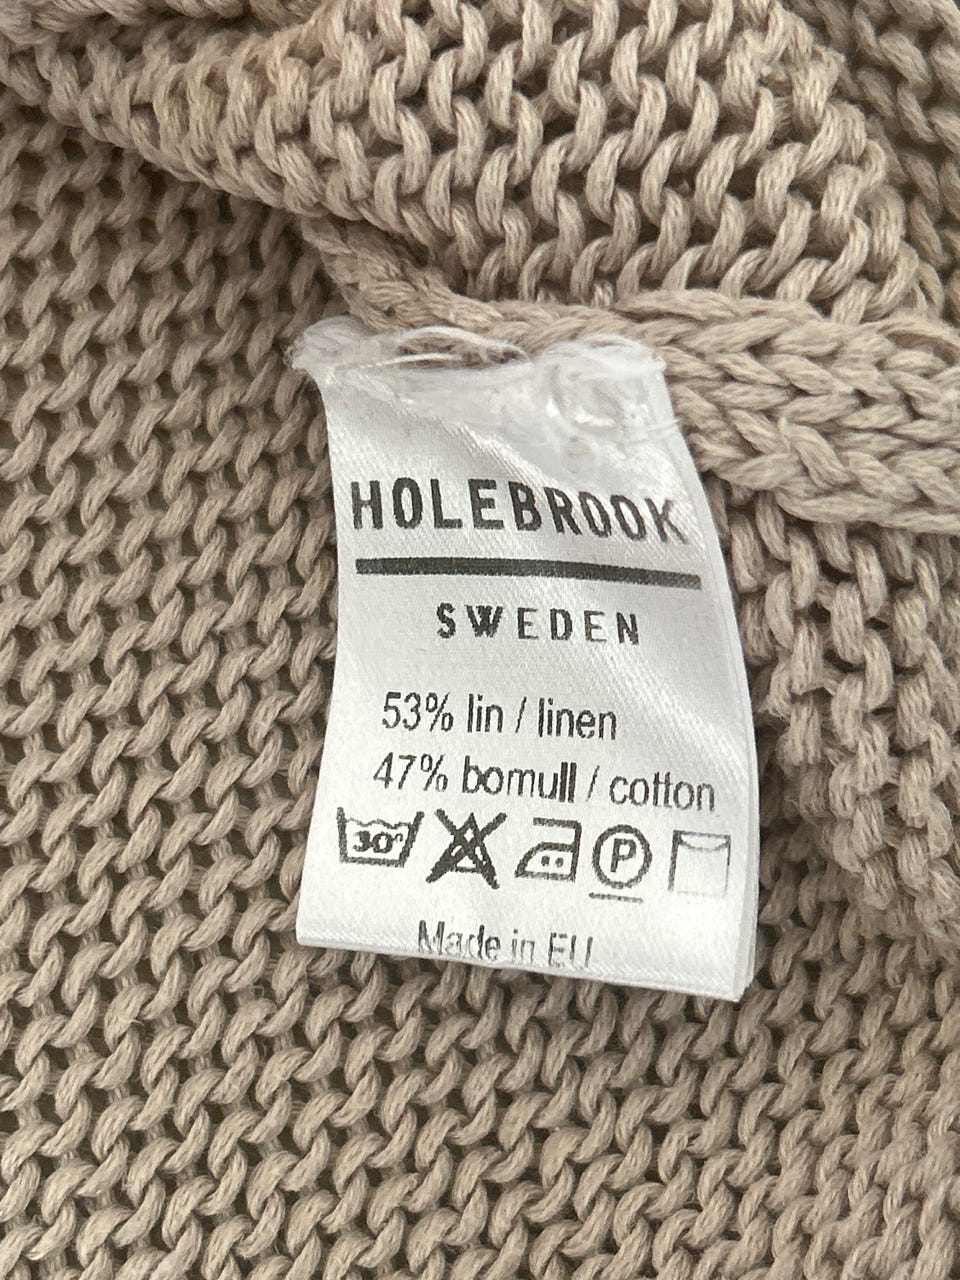 HOLEBROOK
SWEDEN
53% lin / linen
47% bomull / cotton
30° P
Made in EU